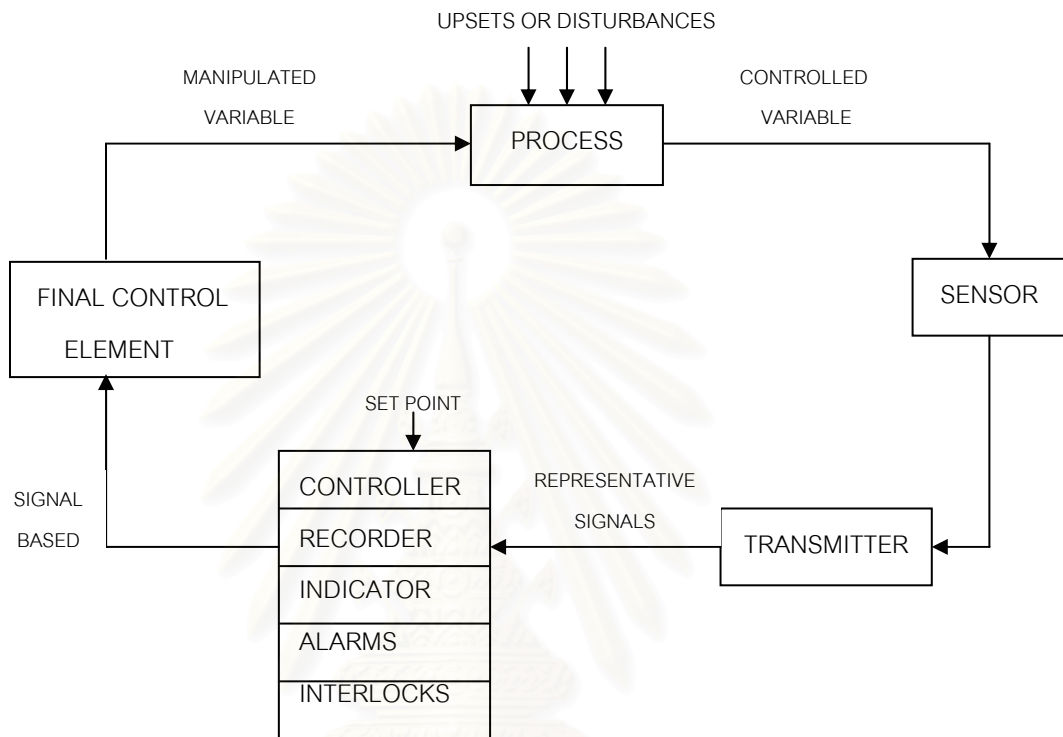 UPSETS OR DISTURBANCES
MANIPULATED
VARIABLE
CONTROLLED
VARIABLE
PROCESS
FINAL CONTROL
ELEMENT
SENSOR
SET POINT
SIGNAL
BASED
CONTROLLER
RECORDER
INDICATOR
ALARMS
INTERLOCKS
REPRESENTATIVE
SIGNALS
TRANSMITTER